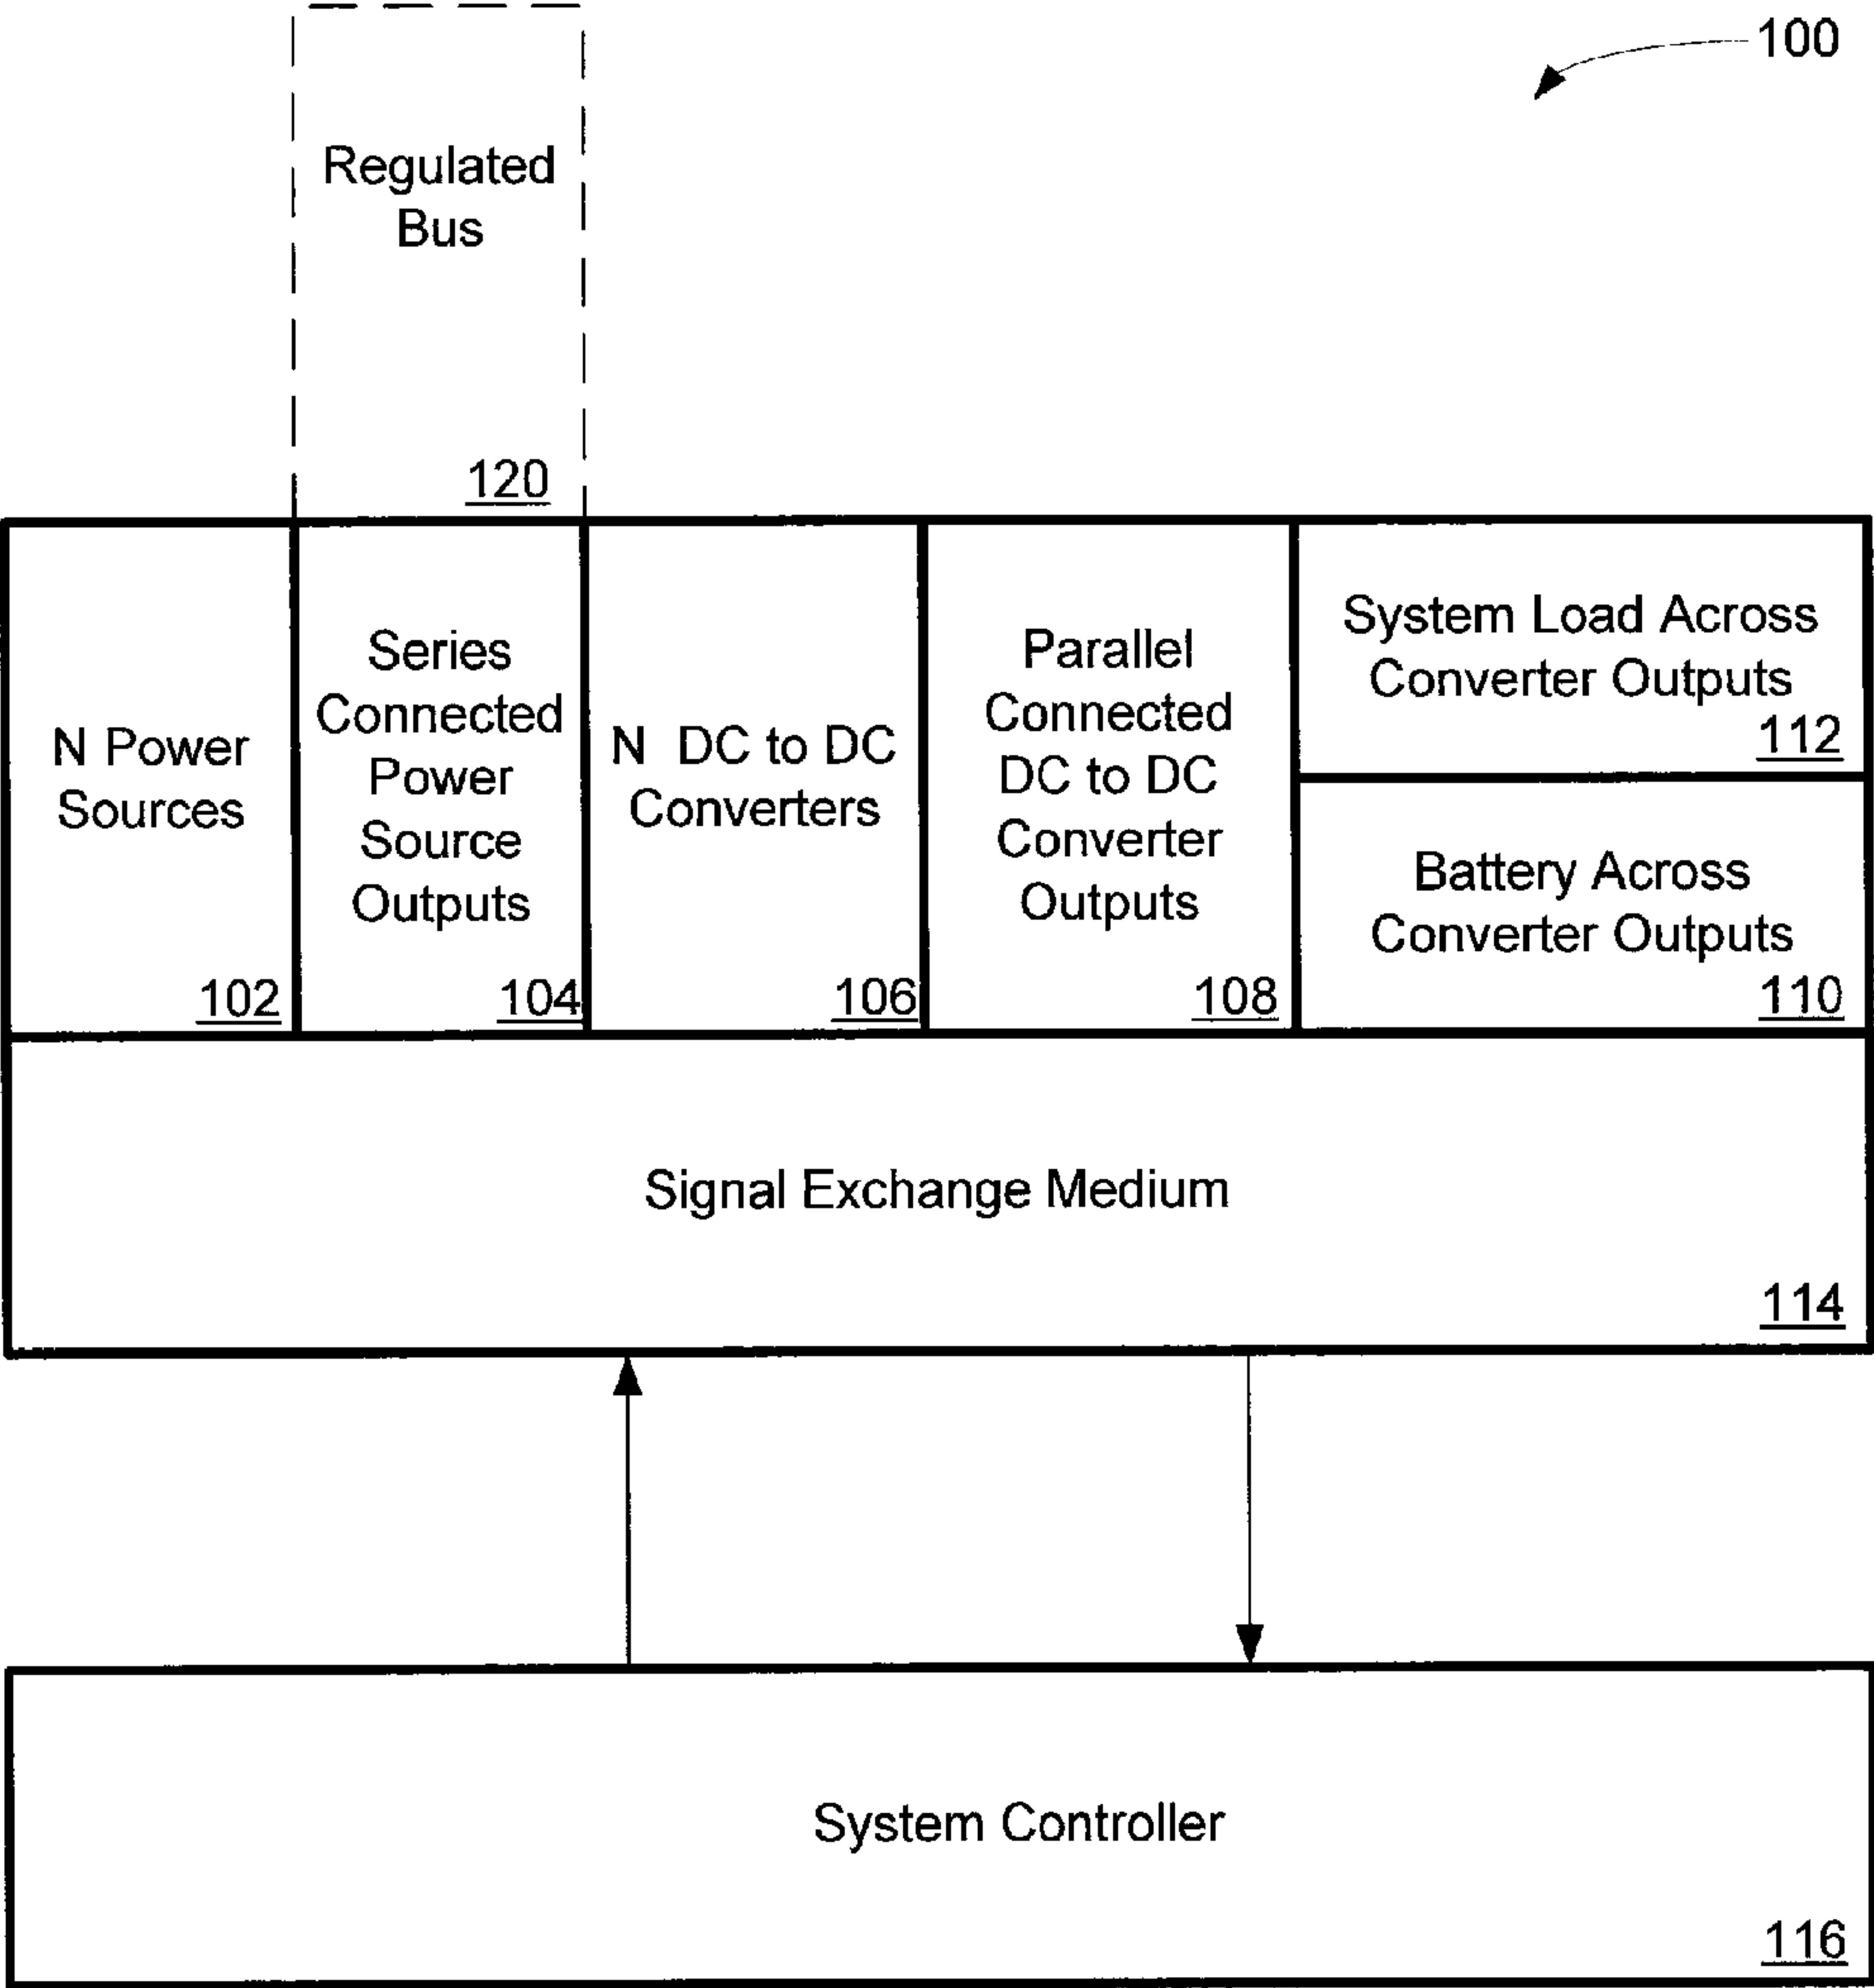 100
Regulated
Bus
120
N Power
Sources
102
Series
Connected
Power
Source
Outputs
104
N DC to DC
Converters
106
Parallel
Connected
DC to DC
Converter
Outputs
108
System Load Across
Converter Outputs
112
Battery Across
Converter Outputs
110
Signal Exchange Medium
114
System Controller
116